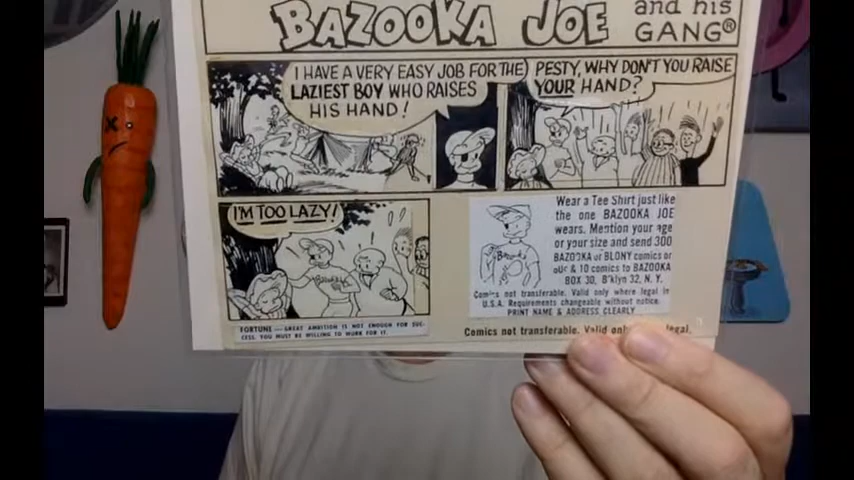 BAZOOKA JOE and his
GANG®
I HAVE A VERY EASY JOB FOR THE
LAZIEST BOY WHO RAISES
HIS HAND!
PESTY, WHY DON'T YOU RAISE
YOUR HAND?
I'M TOO LAZY!
FORTUNE — GREAT AMBITION IS NOT ENOUGH FOR SUC-
CESS. YOU MUST BE WILLING TO WORK FOR IT.
Wear a Tee Shirt just like
the one BAZOOKA JOE
wears. Mention your age
or your size and send 300
BAZOOKA or BLONY comics or
& 10 comics to BAZOOKA
BOX 30, B'klyn 32, N. Y.
Comics not transferable. Valid only where legal in
U.S.A. Requirements changeable without notice.
PRINT NAME & ADDRESS CLEARLY
Comics not transferable. Valid only legal.